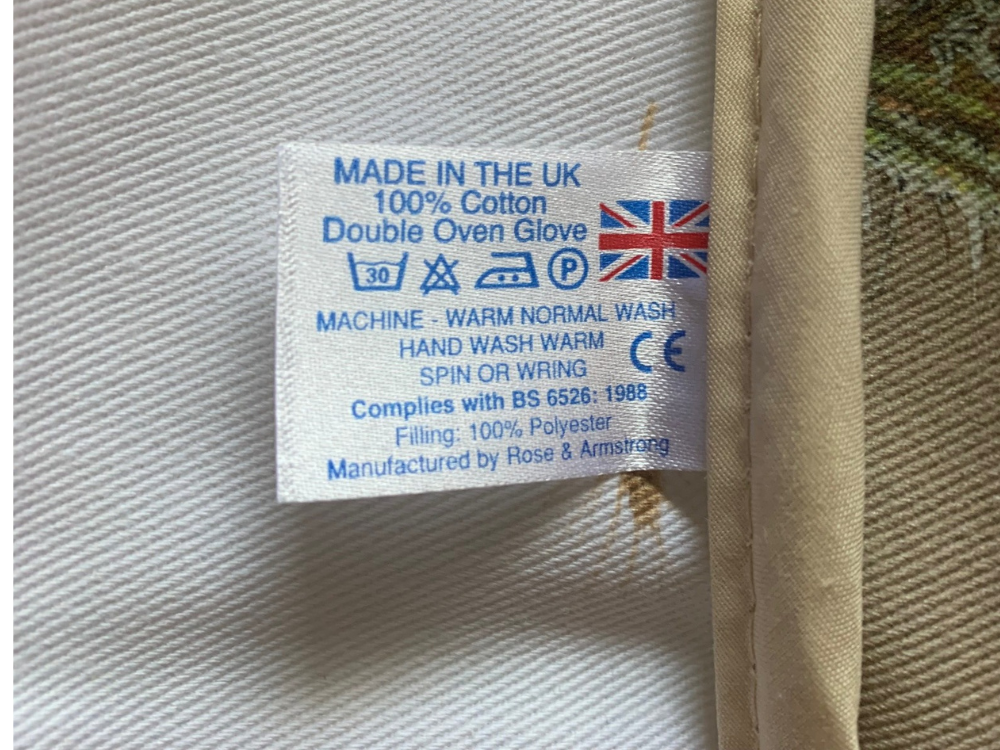 MADE IN THE UK
100% Cotton
Double Oven Glove
30 P
MACHINE - WARM NORMAL WASH
HAND WASH WARM
CE
SPIN OR WRING
Complies with BS 6526: 1988
Filling: 100% Polyester
Manufactured by Rose & Armstrong